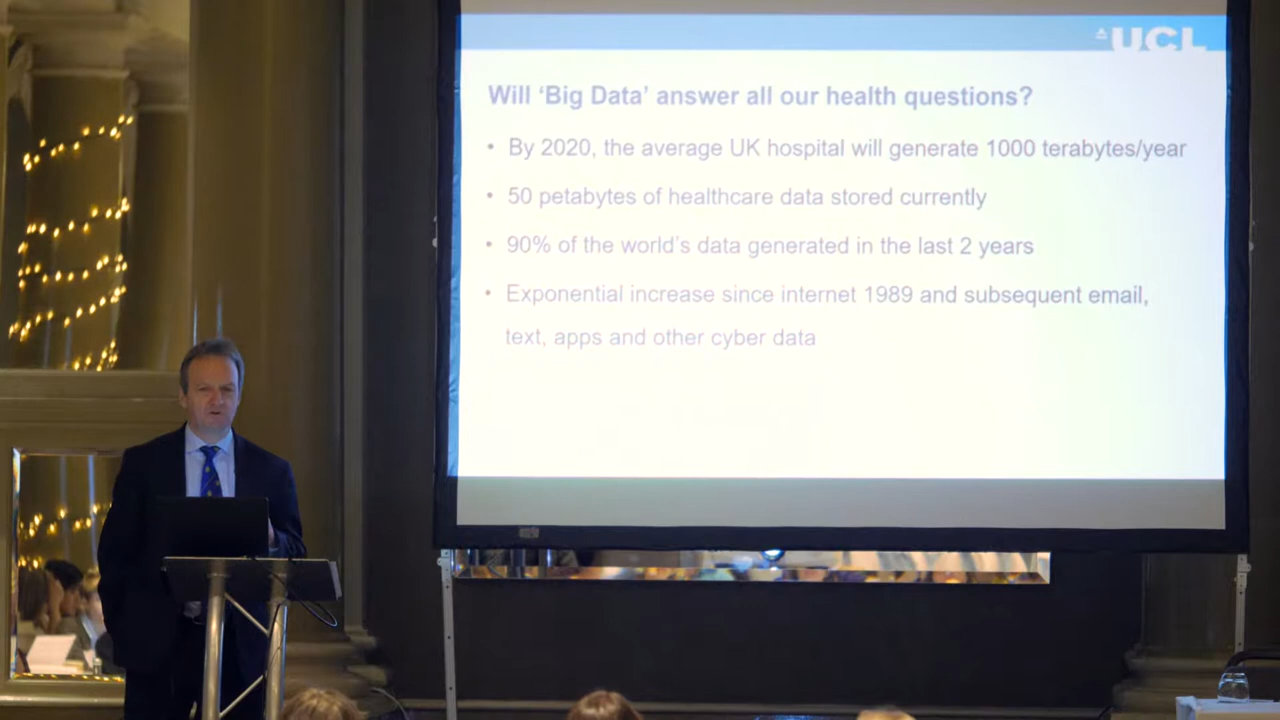 UCL
Will ‘Big Data’ answer all our health questions?
• By 2020, the average UK hospital will generate 1000 terabytes/year
• 50 petabytes of healthcare data stored currently
• 90% of the world’s data generated in the last 2 years
• Exponential increase since internet 1989 and subsequent email,
text, apps and other cyber data